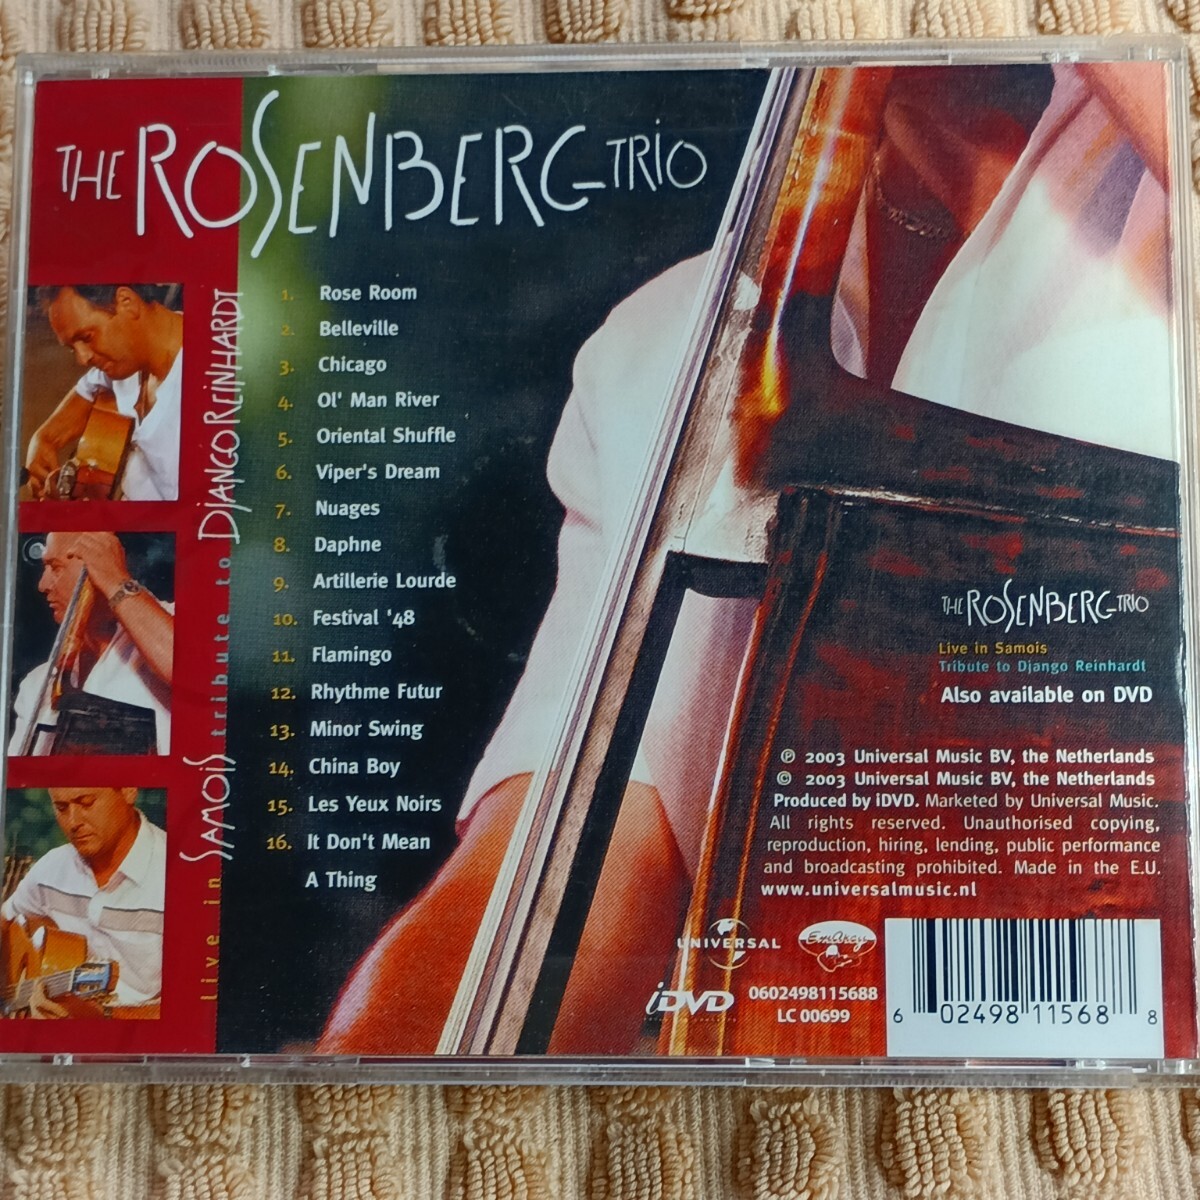 THE ROSENBERG TRIO
live in SAMOIS tribute to DJANGO REINHARDT
1. Rose Room
2. Belleville
3. Chicago
4. Ol' Man River
5. Oriental Shuffle
6. Viper's Dream
7. Nuages
8. Daphne
9. Artillerie Lourde
10. Festival '48
11. Flamingo
12. Rhythme Futur
13. Minor Swing
14. China Boy
15. Les Yeux Noirs
16. It Don't Mean
A Thing
THE ROSENBERG TRIO
Live in Samois
Tribute to Django Reinhardt
Also available on DVD
℗ 2003 Universal Music BV, the Netherlands
© 2003 Universal Music BV, the Netherlands
Produced by iDVD. Marketed by Universal Music.
All rights reserved. Unauthorised copying,
reproduction, hiring, lending, public performance
and broadcasting prohibited. Made in the E.U.
www.universalmusic.nl
UNIVERSAL
EmArcy
iDVD
0602498115688
LC 00699
6 02498 11568 8